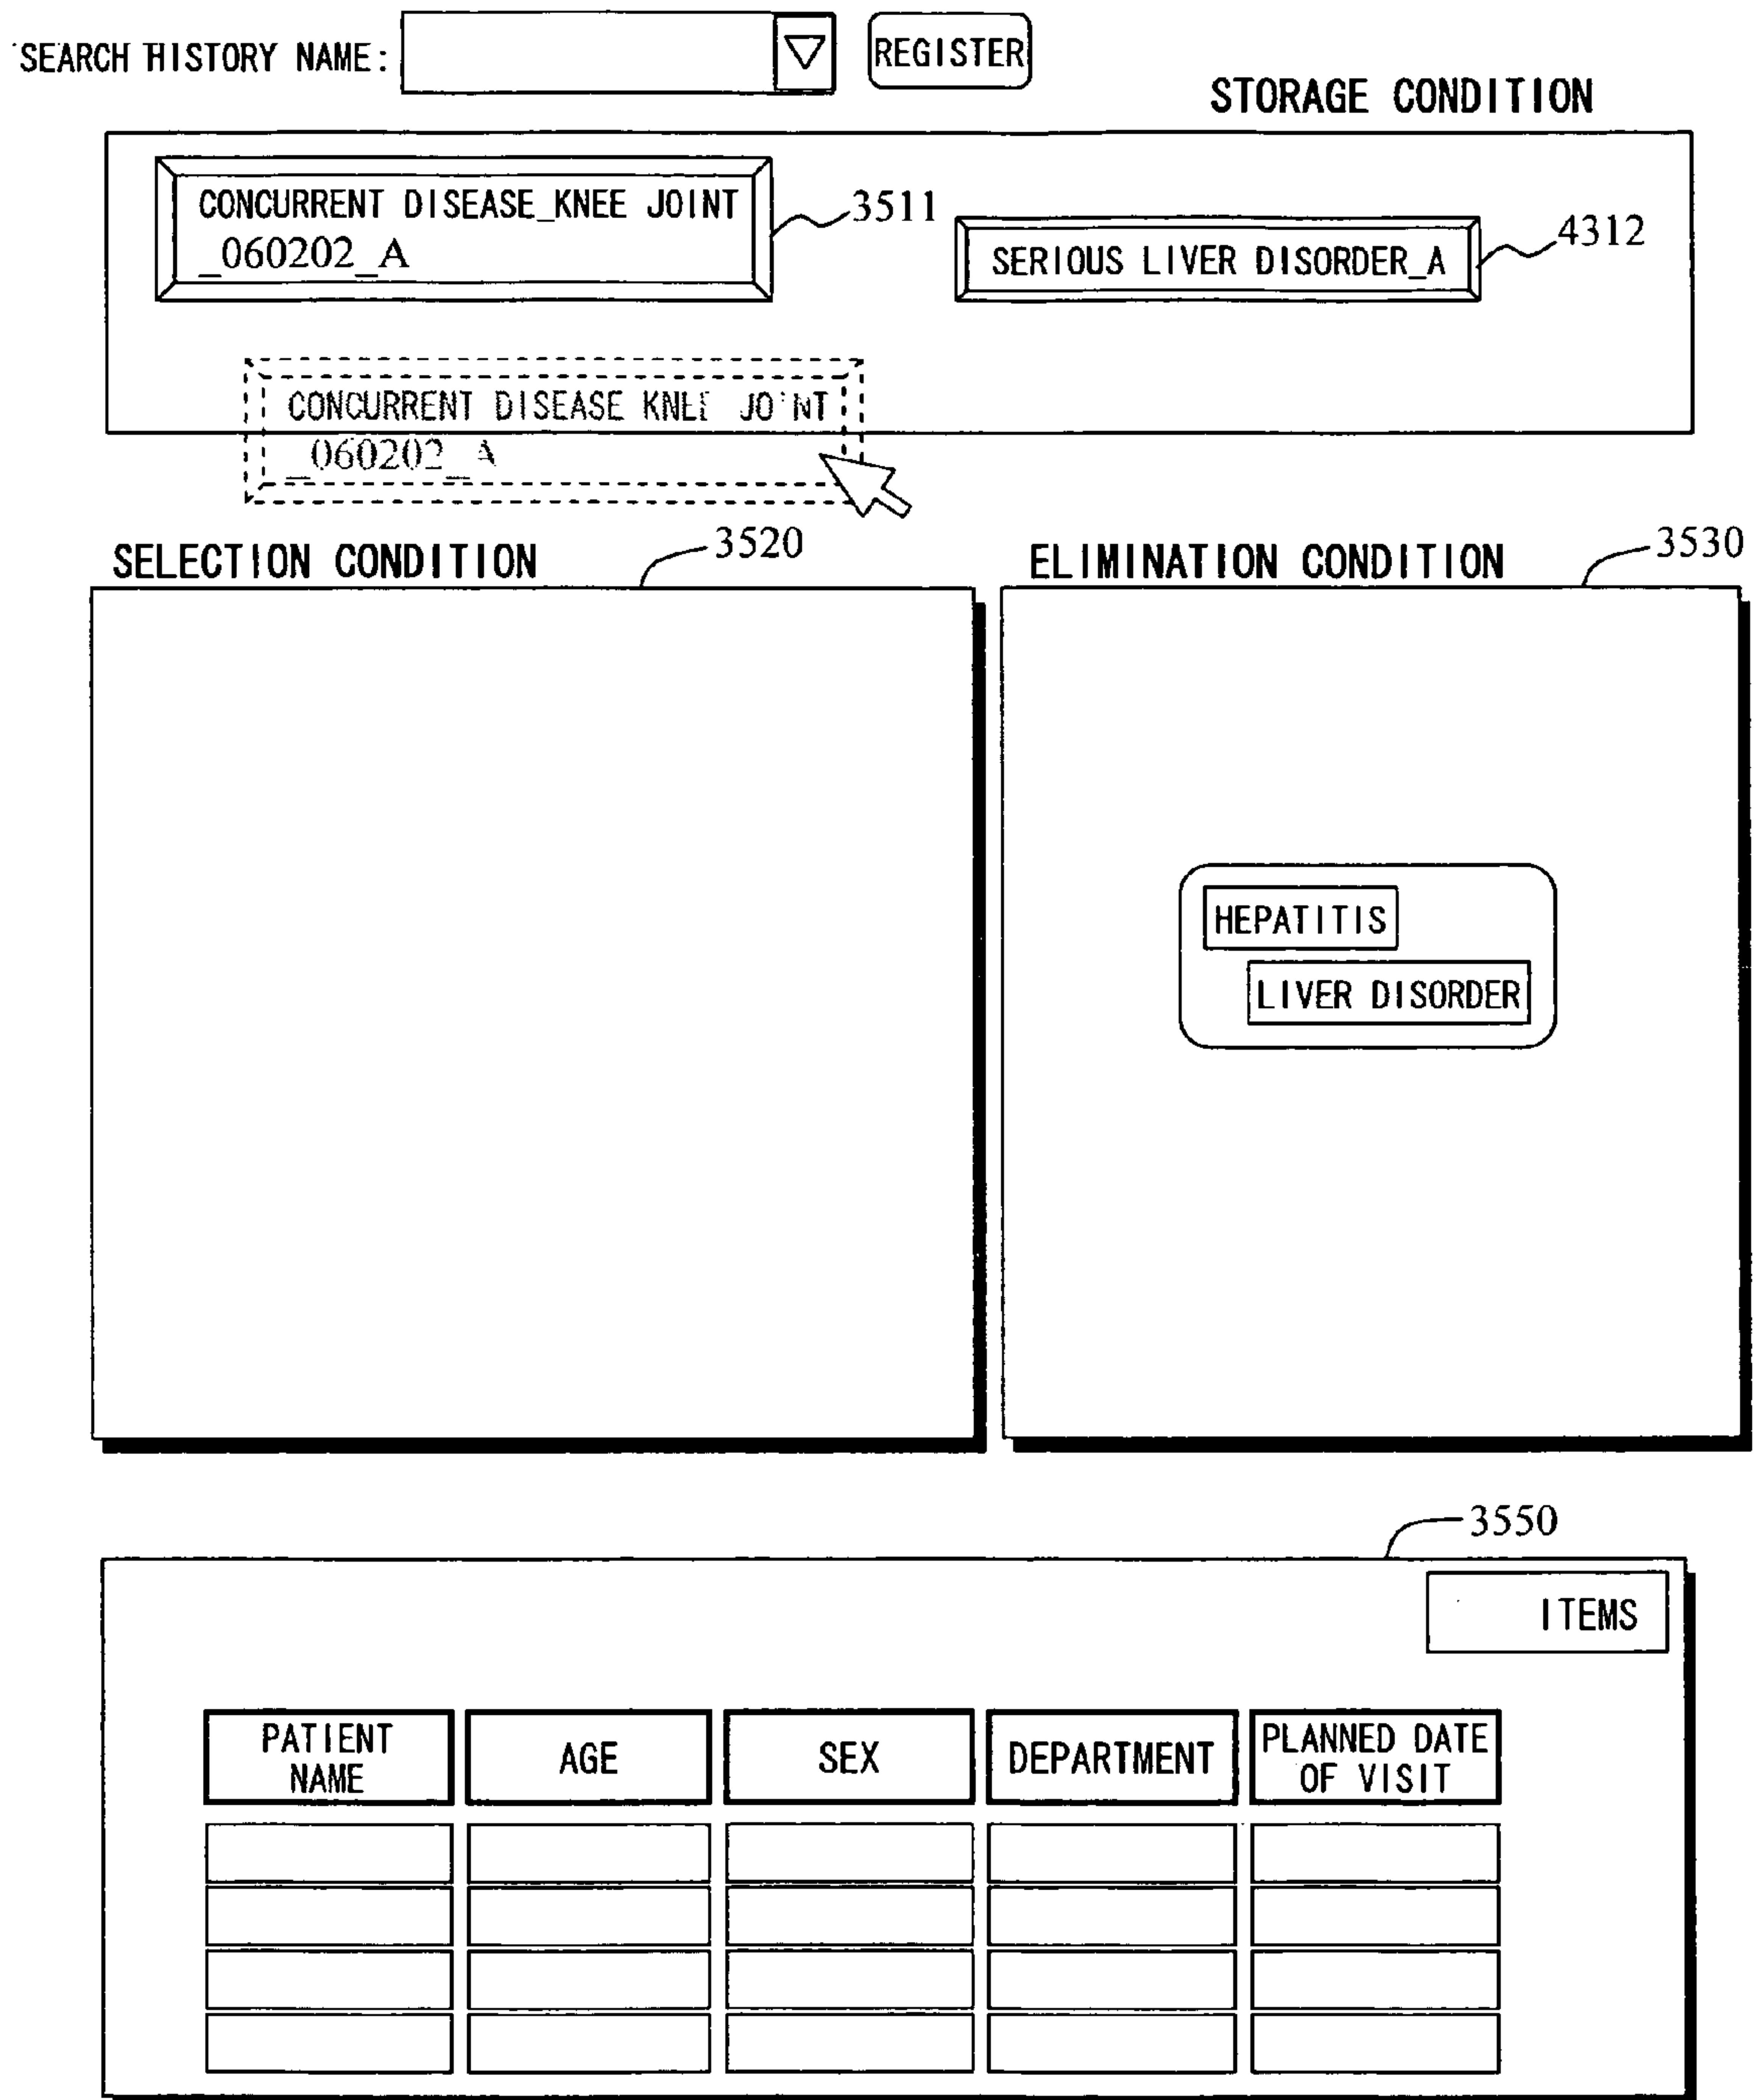 SEARCH HISTORY NAME:
REGISTER
STORAGE CONDITION
CONCURRENT DISEASE_KNEE JOINT
_060202_A
3511
SERIOUS LIVER DISORDER_A
4312
CONCURRENT DISEASE KNEE JOINT
_060202_A
SELECTION CONDITION
3520
ELIMINATION CONDITION
3530
HEPATITIS
LIVER DISORDER
3550
ITEMS
PATIENT
NAME
AGE
SEX
DEPARTMENT
PLANNED DATE
OF VISIT